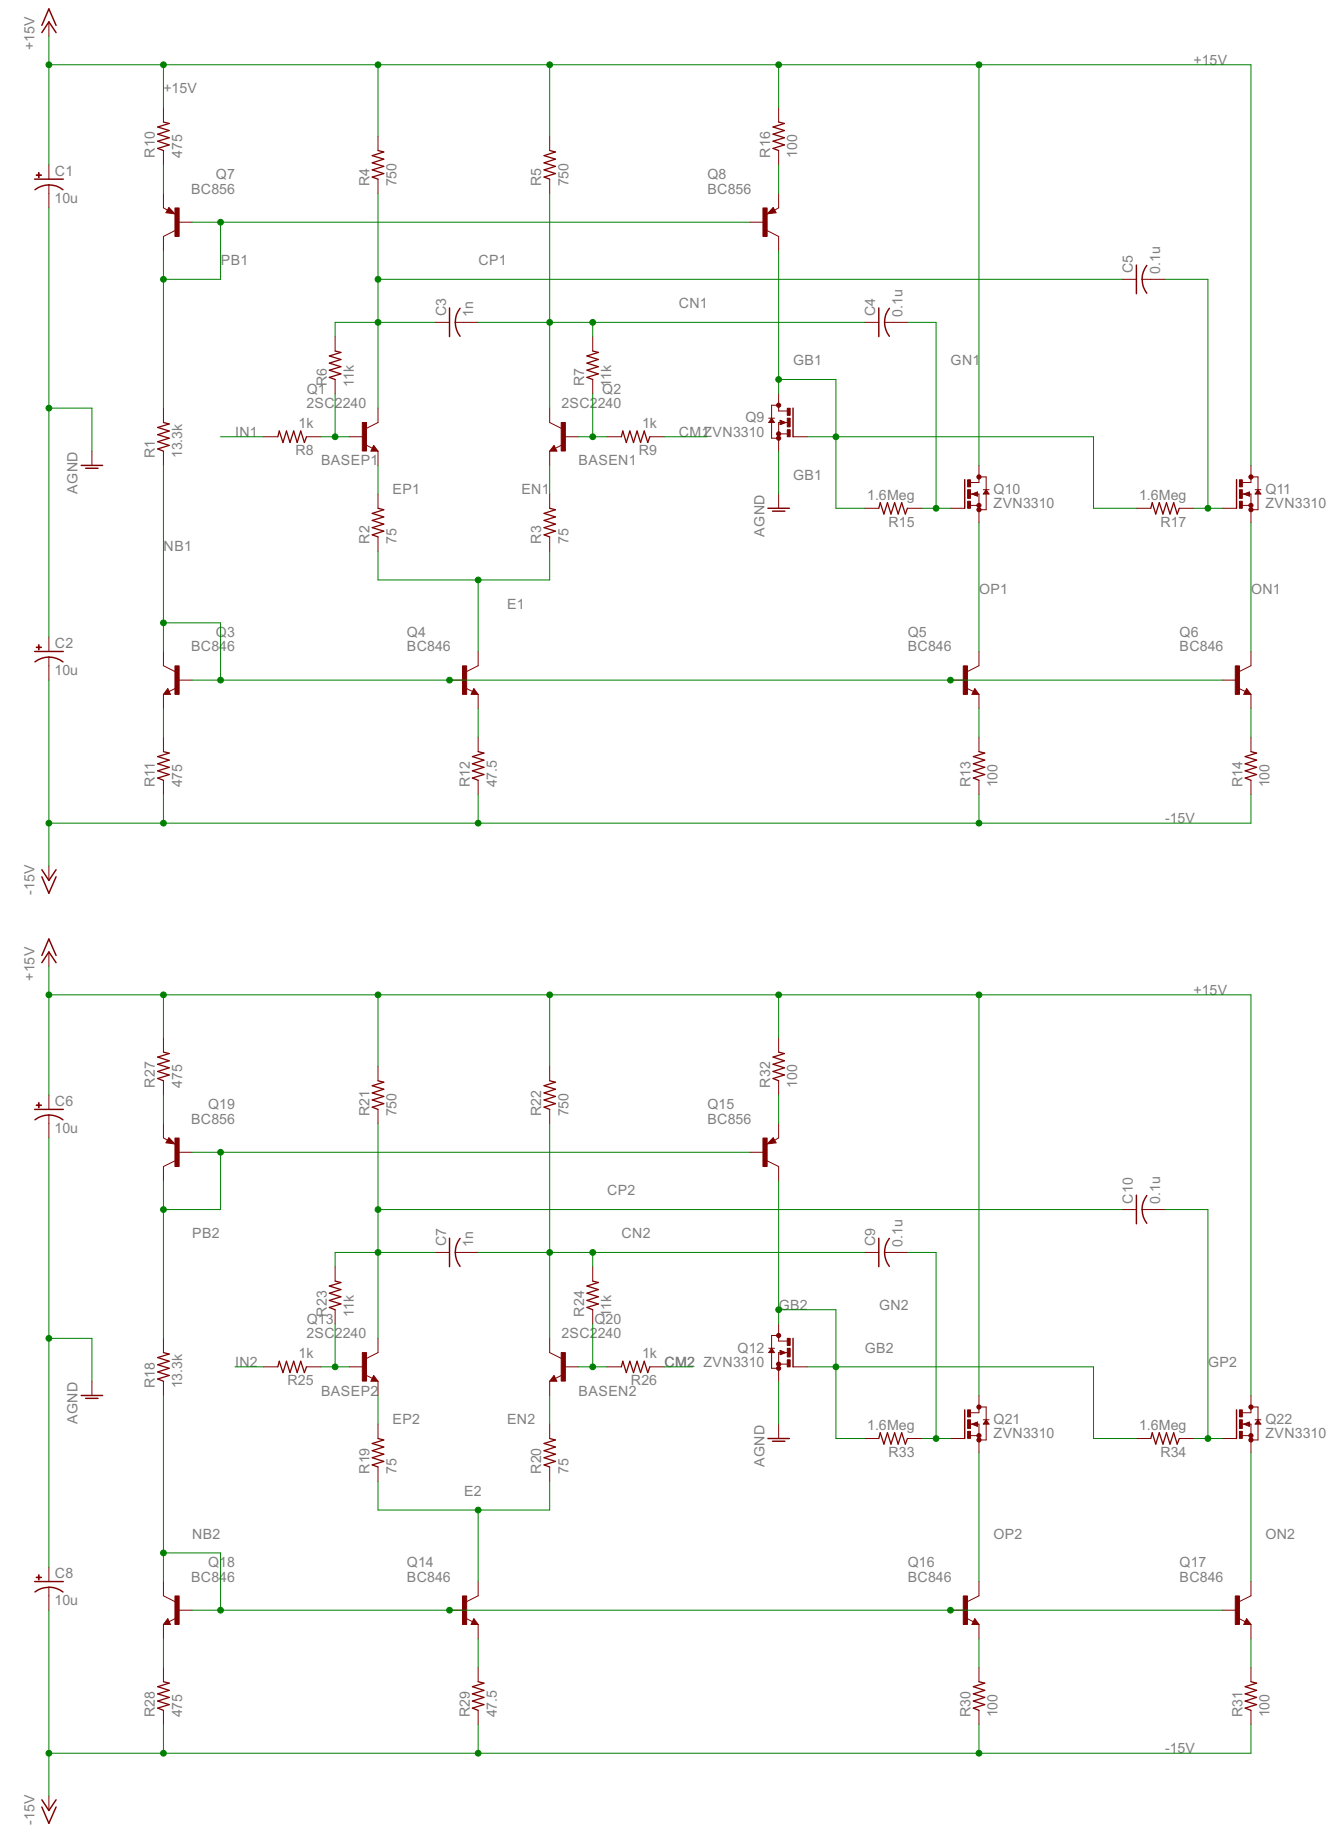 +15V
+15V
+15V
R10
475
R4
750
R5
750
R16
100
C1
10u
Q7
BC856
Q8
BC856
PB1
CP1
C5
0.1u
C3
1n
CN1
C4
0.1u
R6
11k
R7
11k
GB1
GN1
Q1
2SC2240
Q2
2SC2240
IN1
1k
R8
BASEP1
1k
R9
BASEN1
CM1
Q9
ZVN3310
R1
13.3k
AGND
GB1
EP1
EN1
AGND
1.6Meg
R15
Q10
ZVN3310
1.6Meg
R17
Q11
ZVN3310
R2
75
R3
75
NB1
E1
OP1
ON1
C2
10u
Q3
BC846
Q4
BC846
Q5
BC846
Q6
BC846
R11
475
R12
47.5
R13
100
R14
100
-15V
-15V
+15V
+15V
R27
475
R21
750
R22
750
R32
100
C6
10u
Q19
BC856
Q15
BC856
PB2
CP2
C10
0.1u
C7
1n
CN2
C9
0.1u
R23
11k
R24
11k
GB2
GN2
Q13
2SC2240
Q20
2SC2240
IN2
1k
R25
BASEP2
1k
R26
BASEN2
CM2
Q12
ZVN3310
GB2
GP2
R18
13.3k
AGND
EP2
EN2
AGND
1.6Meg
R33
Q21
ZVN3310
1.6Meg
R34
Q22
ZVN3310
R19
75
R20
75
E2
NB2
OP2
ON2
C8
10u
Q18
BC846
Q14
BC846
Q16
BC846
Q17
BC846
R28
475
R29
47.5
R30
100
R31
100
-15V
-15V